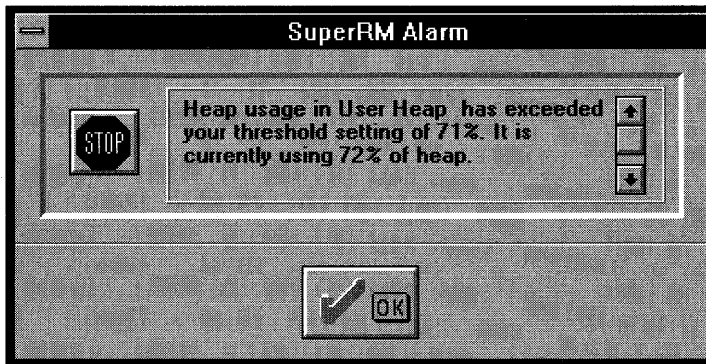 SuperRM Alarm
STOP
Heap usage in User Heap has exceeded
your threshold setting of 71%. It is
currently using 72% of heap.
OK